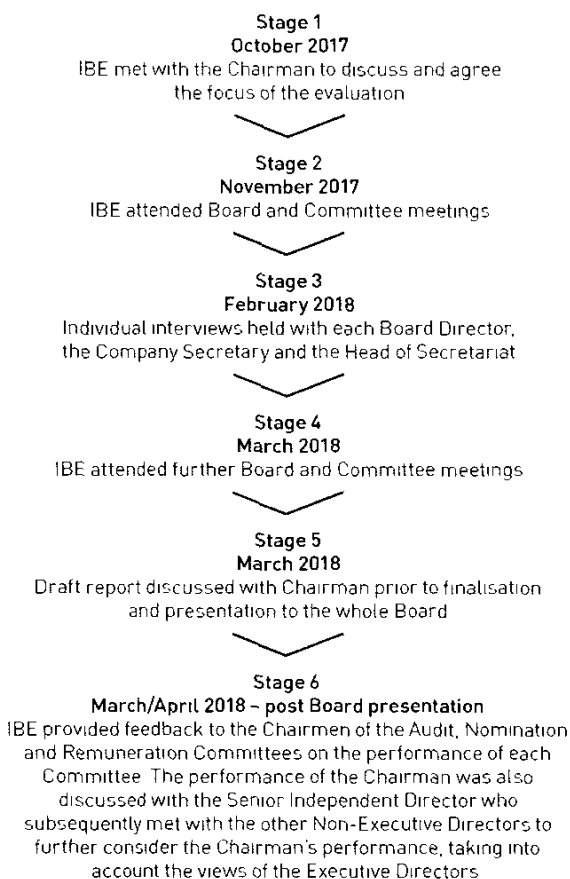 Stage 1
October 2017
IBE met with the Chairman to discuss and agree
the focus of the evaluation
Stage 2
November 2017
IBE attended Board and Committee meetings
Stage 3
February 2018
Individual interviews held with each Board Director,
the Company Secretary and the Head of Secretariat
Stage 4
March 2018
IBE attended further Board and Committee meetings
Stage 5
March 2018
Draft report discussed with Chairman prior to finalisation
and presentation to the whole Board
Stage 6
March/April 2018 – post Board presentation
IBE provided feedback to the Chairmen of the Audit, Nomination
and Remuneration Committees on the performance of each
Committee The performance of the Chairman was also
discussed with the Senior Independent Director who
subsequently met with the other Non-Executive Directors to
further consider the Chairman's performance, taking into
account the views of the Executive Directors